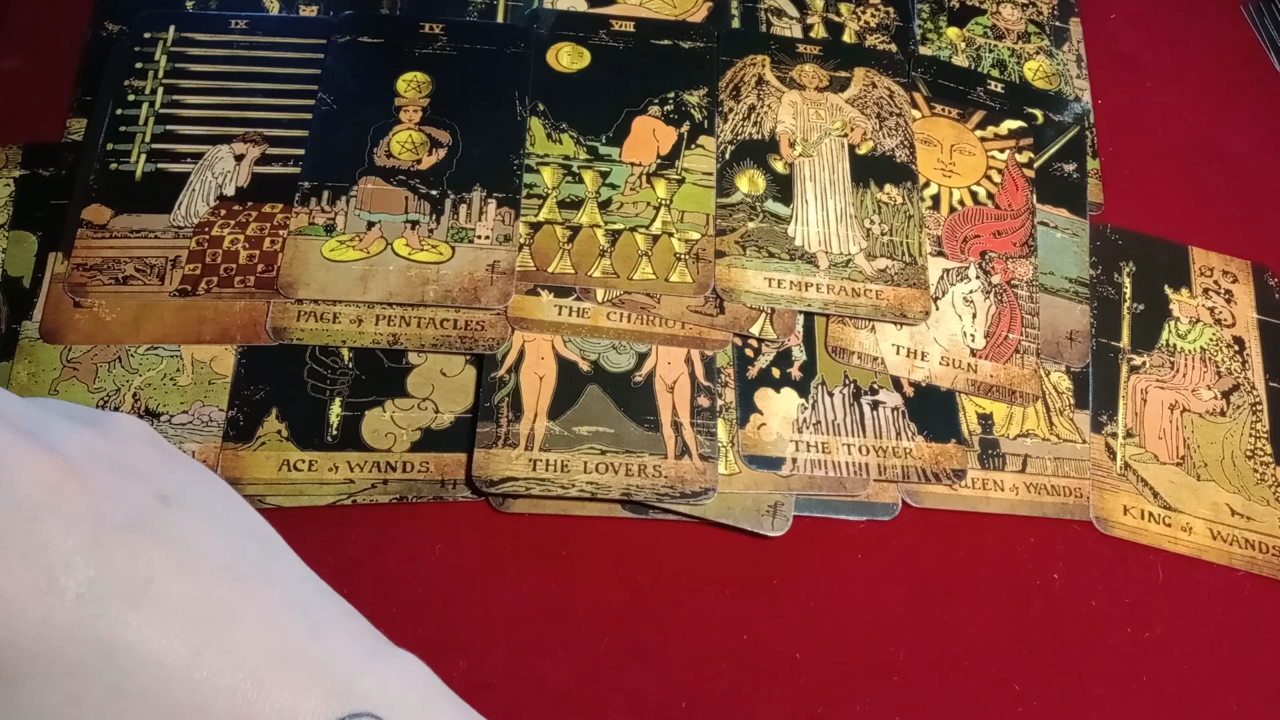 IX
IV
VIII
XIV
II
XIX
TEMPERANCE.
PAGE of PENTACLES.
THE CHARIOT.
THE SUN
ACE of WANDS.
THE LOVERS.
THE TOWER.
QUEEN of WANDS.
KING of WANDS